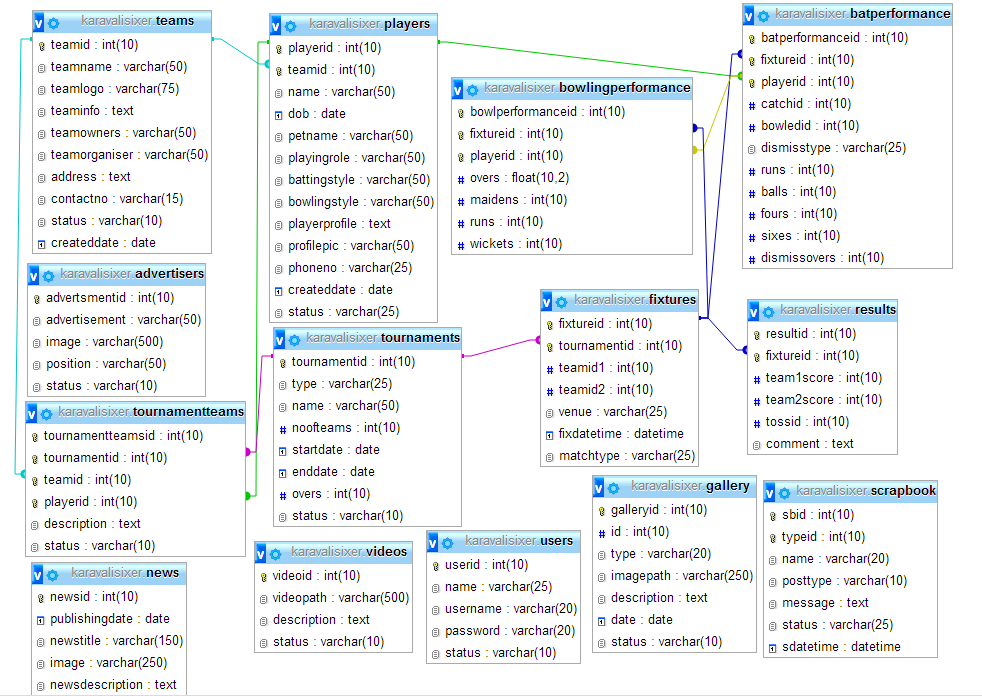 karavalisixer.teams
teamid : int(10)
teamname : varchar(50)
teamlogo : varchar(75)
teaminfo : text
teamowners : varchar(50)
teamorganiser : varchar(50)
address : text
contactno : varchar(15)
status : varchar(10)
createddate : date
karavalisixer.players
playerid : int(10)
teamid : int(10)
name : varchar(50)
dob : date
petname : varchar(50)
playingrole : varchar(50)
battingstyle : varchar(50)
bowlingstyle : varchar(50)
playerprofile : text
profilepic : varchar(50)
phoneno : varchar(25)
createddate : date
status : varchar(25)
karavalisixer.bowlingperformance
bowlperformanceid : int(10)
fixtureid : int(10)
playerid : int(10)
overs : float(10,2)
maidens : int(10)
runs : int(10)
wickets : int(10)
karavalisixer.batperformance
batperformanceid : int(10)
fixtureid : int(10)
playerid : int(10)
catchid : int(10)
bowledid : int(10)
dismisstype : varchar(25)
runs : int(10)
balls : int(10)
fours : int(10)
sixes : int(10)
dismissovers : int(10)
karavalisixer.advertisers
advertsmentid : int(10)
advertisement : varchar(50)
image : varchar(500)
position : varchar(50)
status : varchar(10)
karavalisixer.tournaments
tournamentid : int(10)
type : varchar(25)
name : varchar(50)
noofteams : int(10)
startdate : date
enddate : date
overs : int(10)
status : varchar(10)
karavalisixer.fixtures
fixtureid : int(10)
tournamentid : int(10)
teamid1 : int(10)
teamid2 : int(10)
venue : varchar(25)
fixdatetime : datetime
matchtype : varchar(25)
karavalisixer.results
resultid : int(10)
fixtureid : int(10)
team1score : int(10)
team2score : int(10)
tossid : int(10)
comment : text
karavalisixer.tournamentteams
tournamentteamsid : int(10)
tournamentid : int(10)
teamid : int(10)
playerid : int(10)
description : text
status : varchar(10)
karavalisixer.news
newsid : int(10)
publishingdate : date
newstitle : varchar(150)
image : varchar(250)
newsdescription : text
karavalisixer.videos
videoid : int(10)
videopath : varchar(500)
description : text
status : varchar(10)
karavalisixer.users
userid : int(10)
name : varchar(25)
username : varchar(20)
password : varchar(20)
status : varchar(10)
karavalisixer.gallery
galleryid : int(10)
id : int(10)
type : varchar(20)
imagepath : varchar(250)
description : text
date : date
status : varchar(10)
karavalisixer.scrapbook
sbid : int(10)
typeid : int(10)
name : varchar(20)
posttype : varchar(10)
message : text
status : varchar(25)
sdatetime : datetime